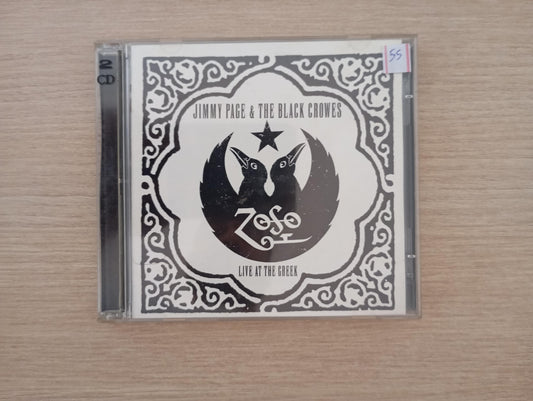 2
CD
55
JIMMY PAGE & THE BLACK CROWES
ZOSO
LIVE AT THE GREEK